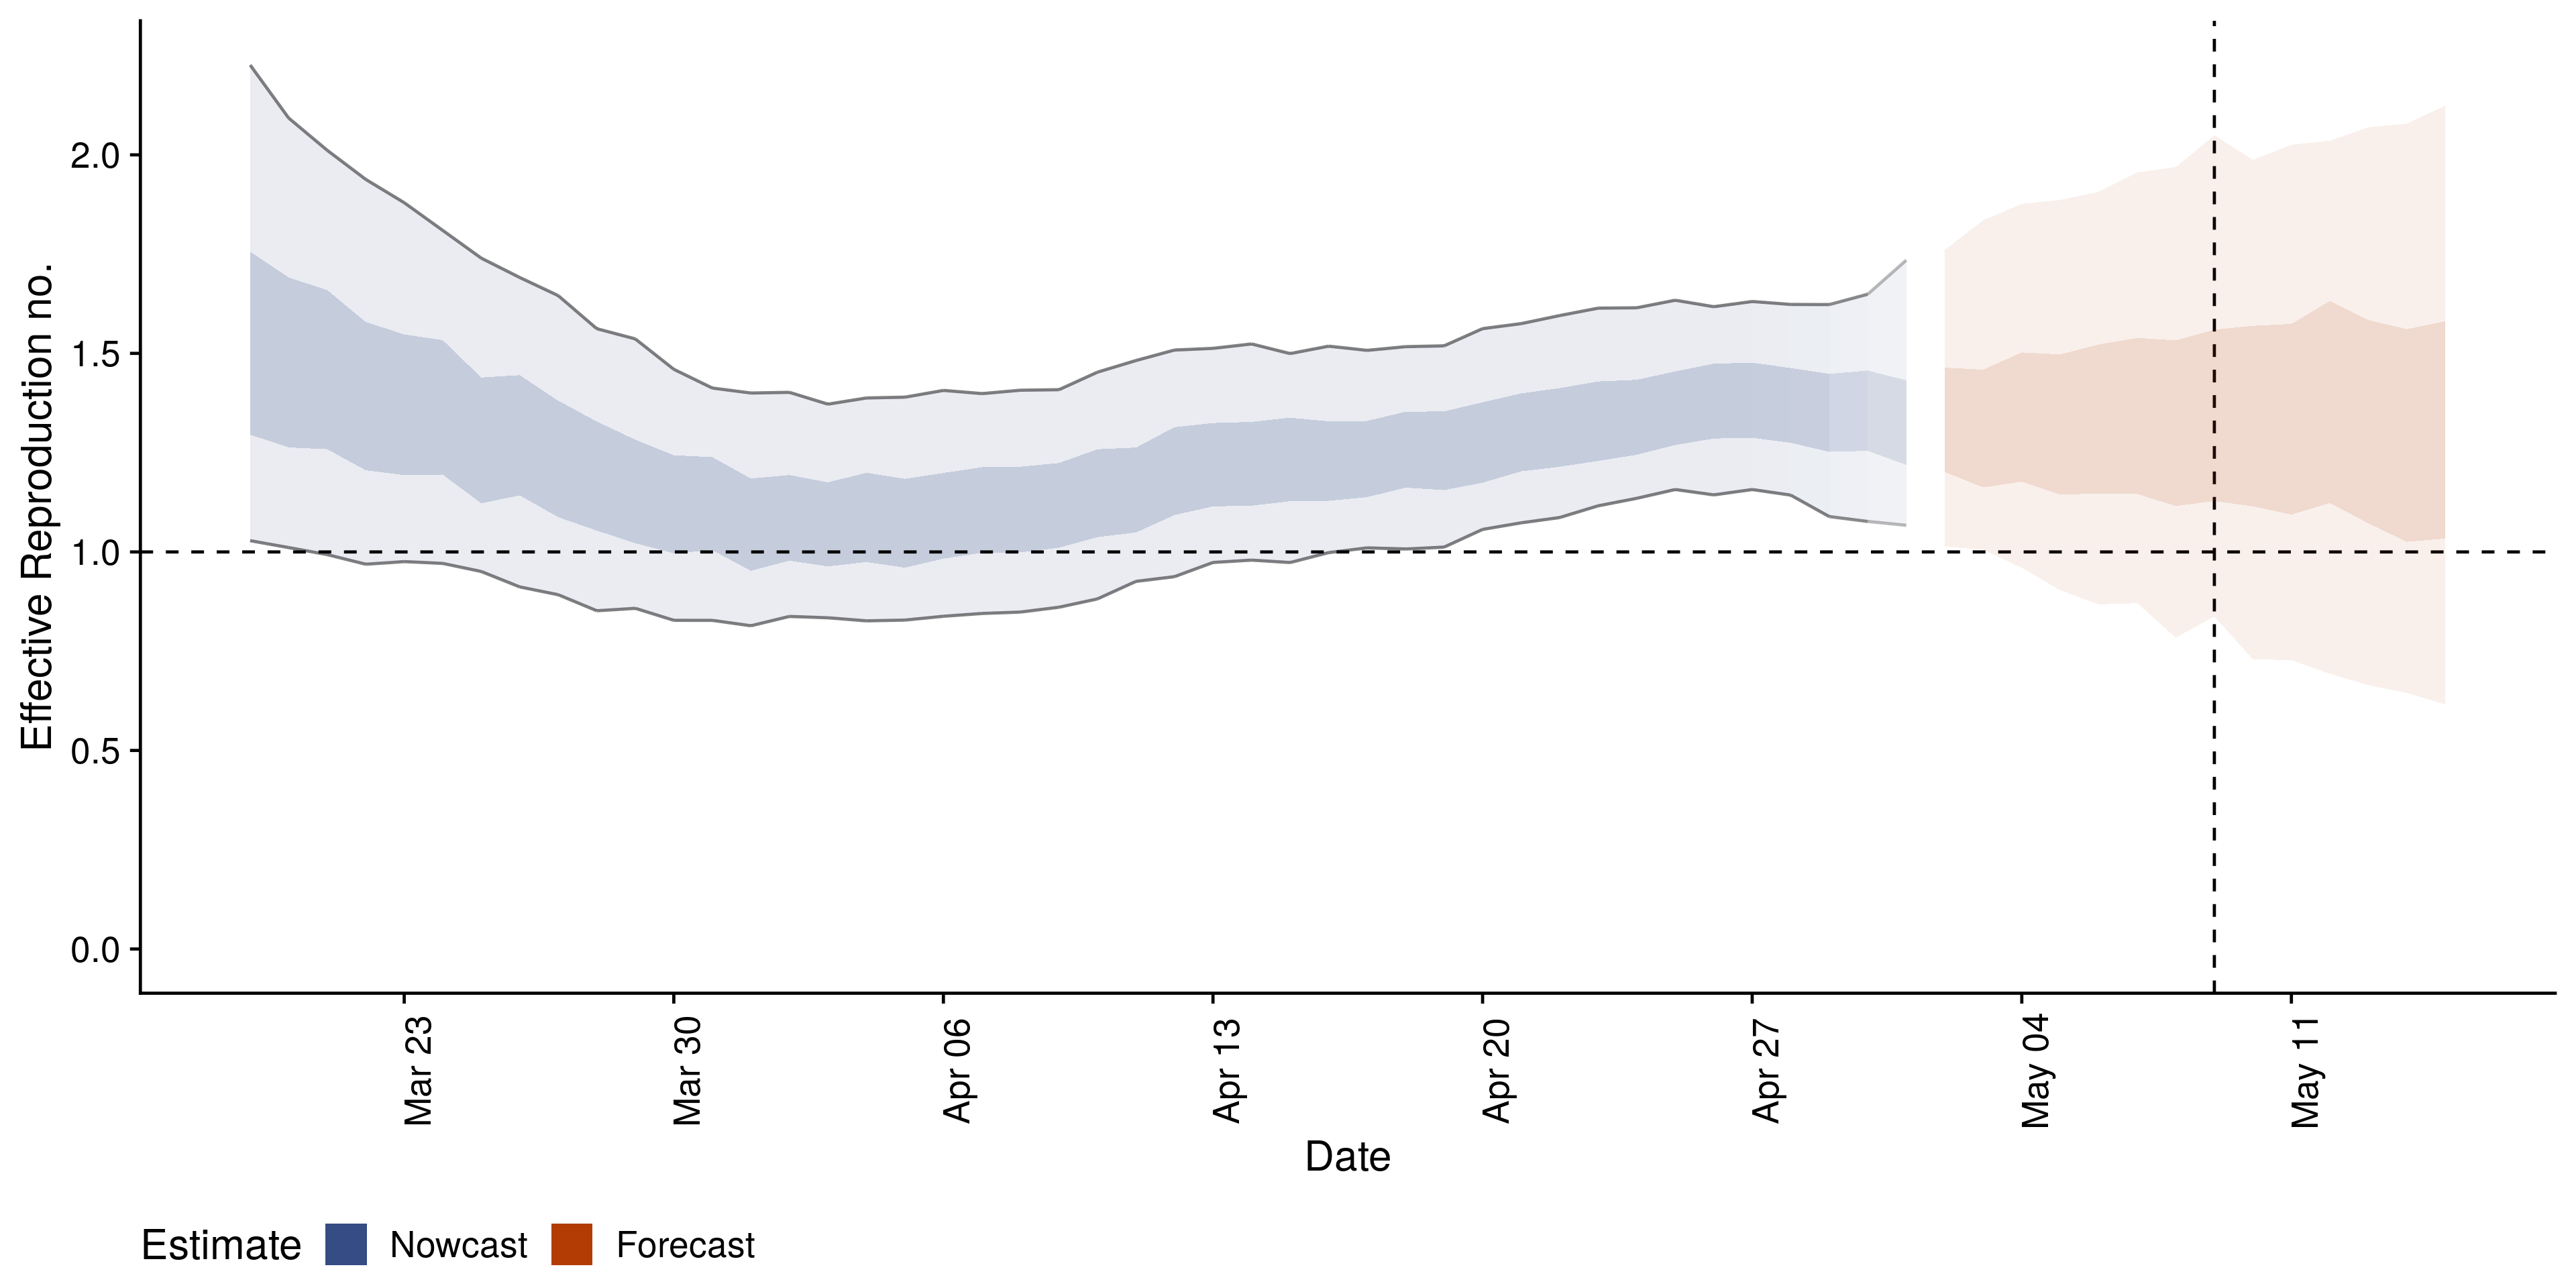 Effective Reproduction no.
2.0
1.5
1.0
0.5
0.0
Mar 23
Mar 30
Apr 06
Apr 13
Apr 20
Apr 27
May 04
May 11
Date
Estimate Nowcast Forecast